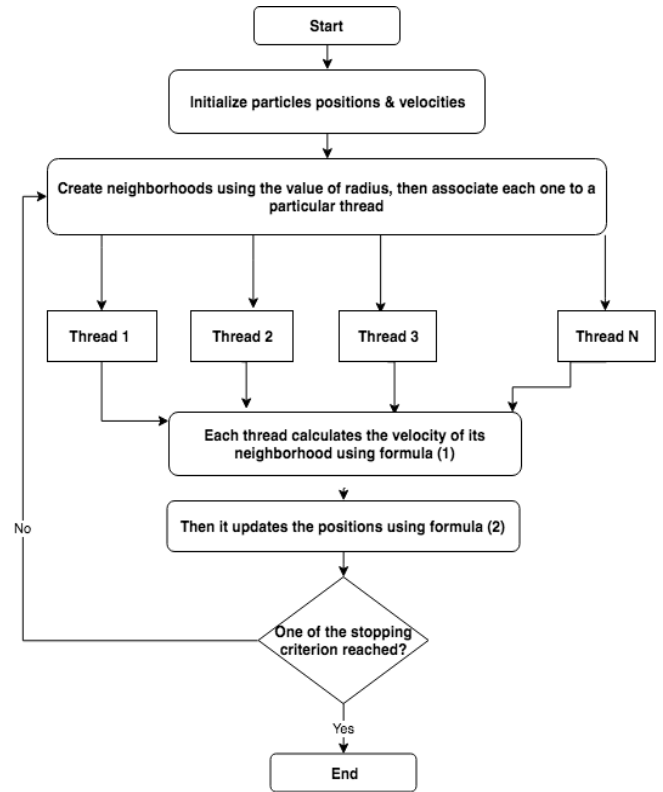 Start
Initialize particles positions & velocities
Create neighborhoods using the value of radius, then associate each one to a
particular thread
Thread 1
Thread 2
Thread 3
Thread N
Each thread calculates the velocity of its
neighborhood using formula (1)
Then it updates the positions using formula (2)
No
One of the stopping
criterion reached?
Yes
End